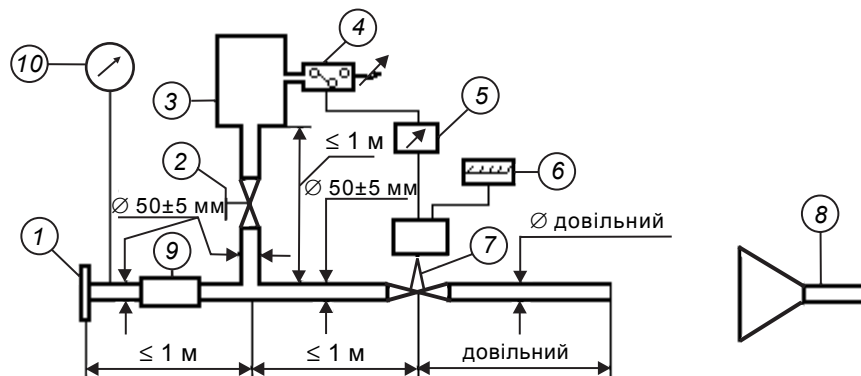 10
4
3
5
≤ 1 м
2
6
∅ 50±5 мм
∅ 50±5 мм
∅ довільний
1
9
7
8
≤ 1 м
≤ 1 м
довільний